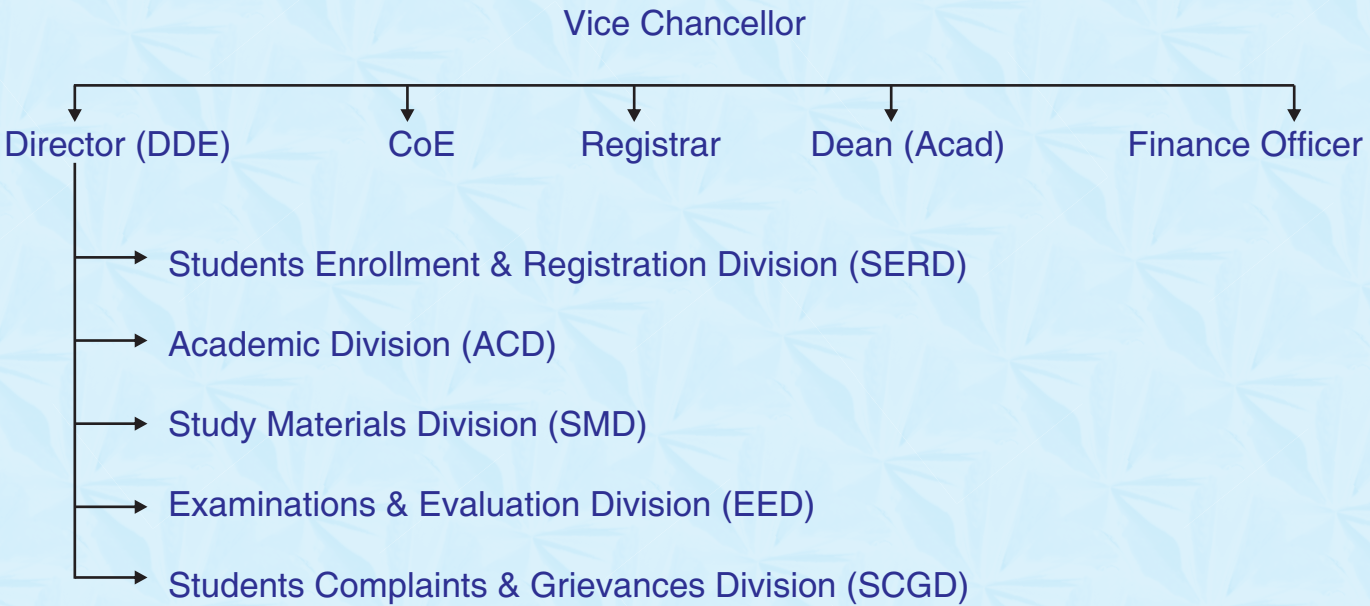 Vice Chancellor
Director (DDE) CoE Registrar Dean (Acad) Finance Officer
Students Enrollment & Registration Division (SERD)
Academic Division (ACD)
Study Materials Division (SMD)
Examinations & Evaluation Division (EED)
Students Complaints & Grievances Division (SCGD)